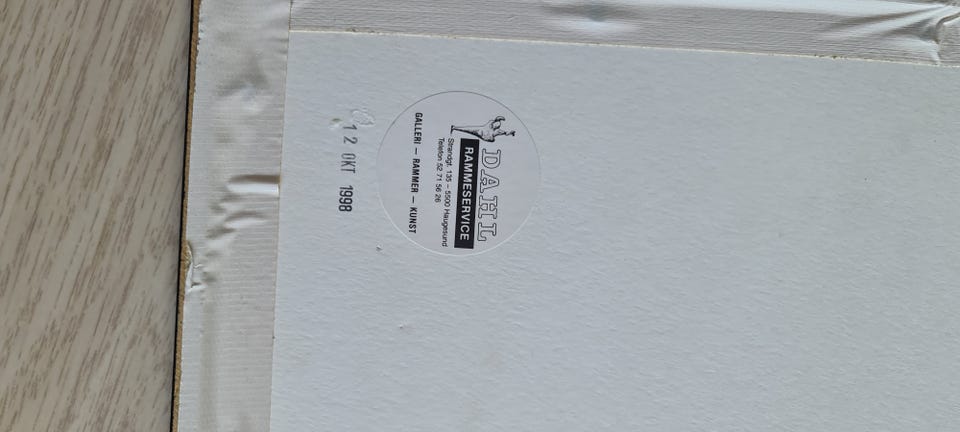 DAHL
RAMMESERVICE
Strandgt. 135 – 5500 Haugesund
Telefon 52 71 56 26
GALLERI — RAMMER — KUNST
12 OKT 1998